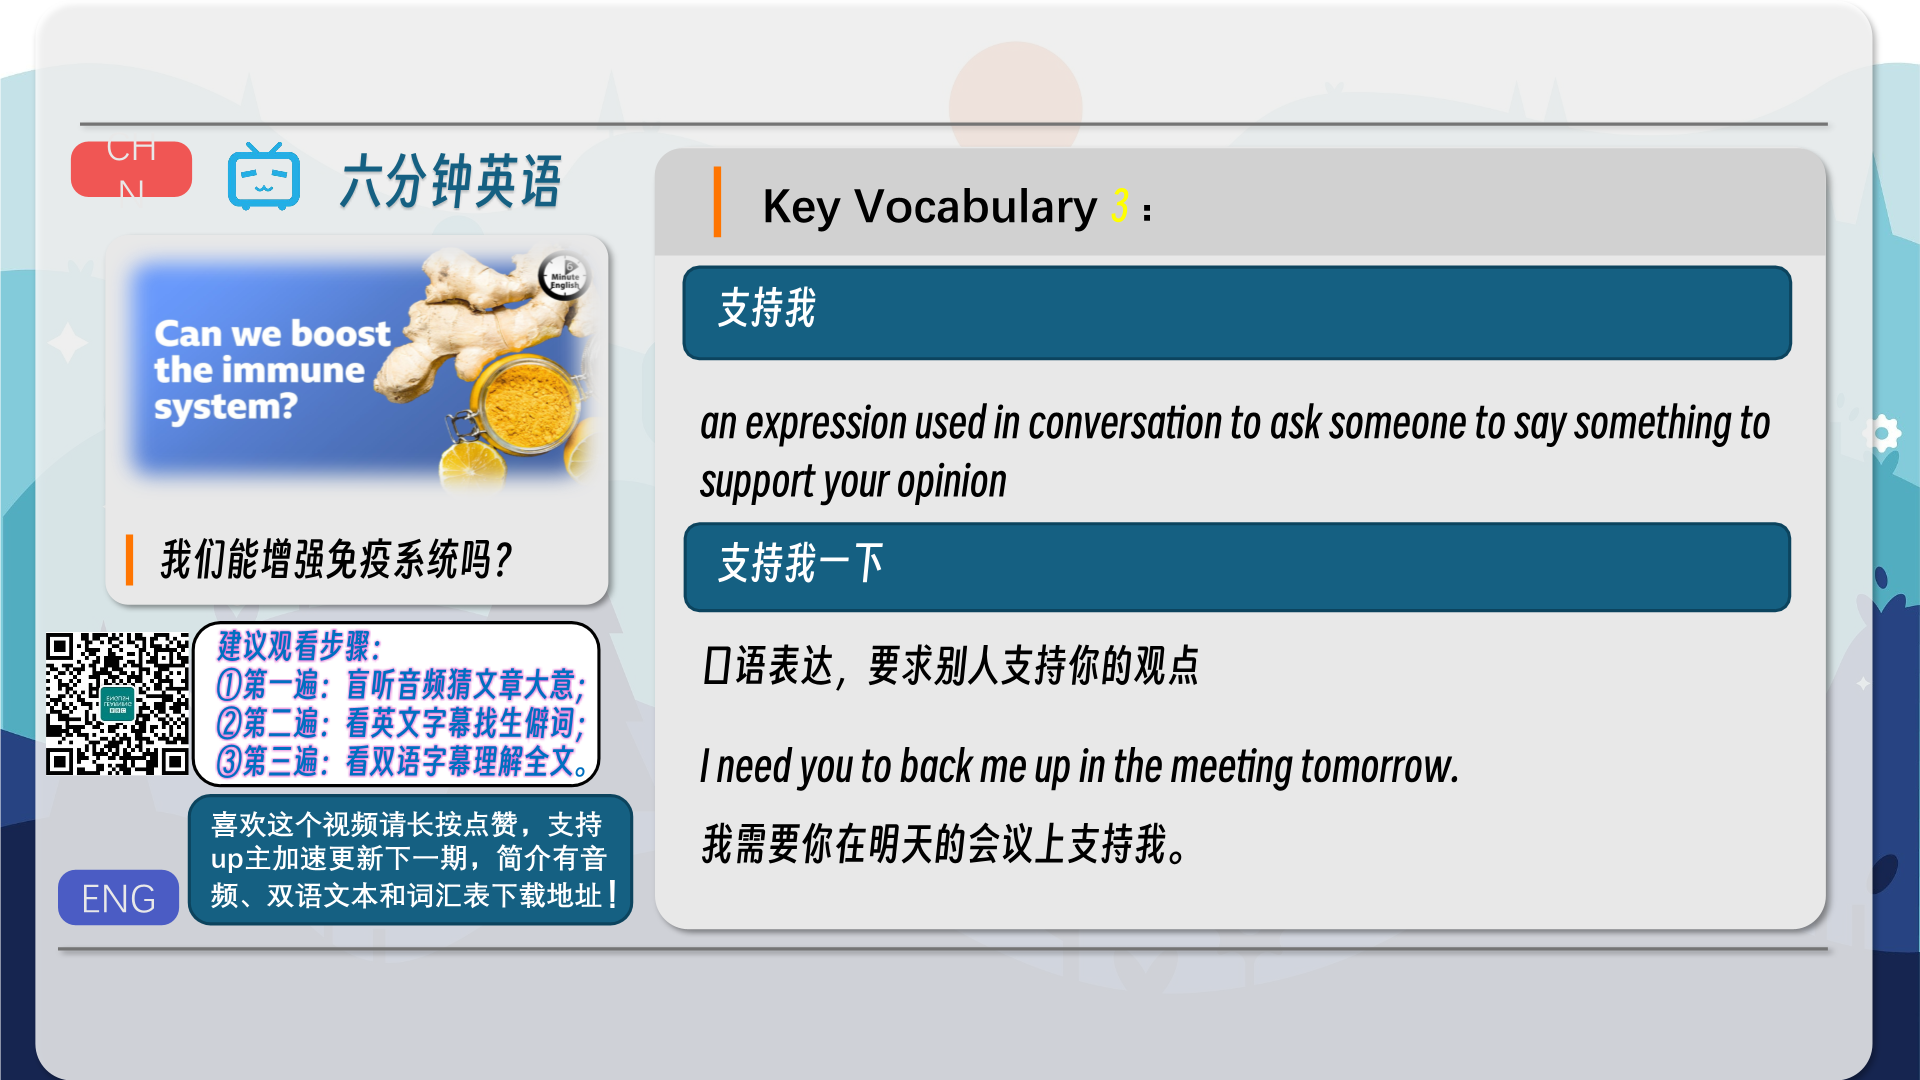 CH
N
六分钟英语
Can we boost
the immune
system?
6
Minute
English
我们能增强免疫系统吗?
建议观看步骤:
①第一遍:盲听音频猜文章大意;
②第二遍:看英文字幕找生僻词;
③第三遍:看双语字幕理解全文。
喜欢这个视频请长按点赞,支持
up主加速更新下一期,简介有音
频、双语文本和词汇表下载地址!
ENG
Key Vocabulary 3:
支持我
an expression used in conversation to ask someone to say something to
support your opinion
支持我一下
口语表达,要求别人支持你的观点
I need you to back me up in the meeting tomorrow.
我需要你在明天的会议上支持我。